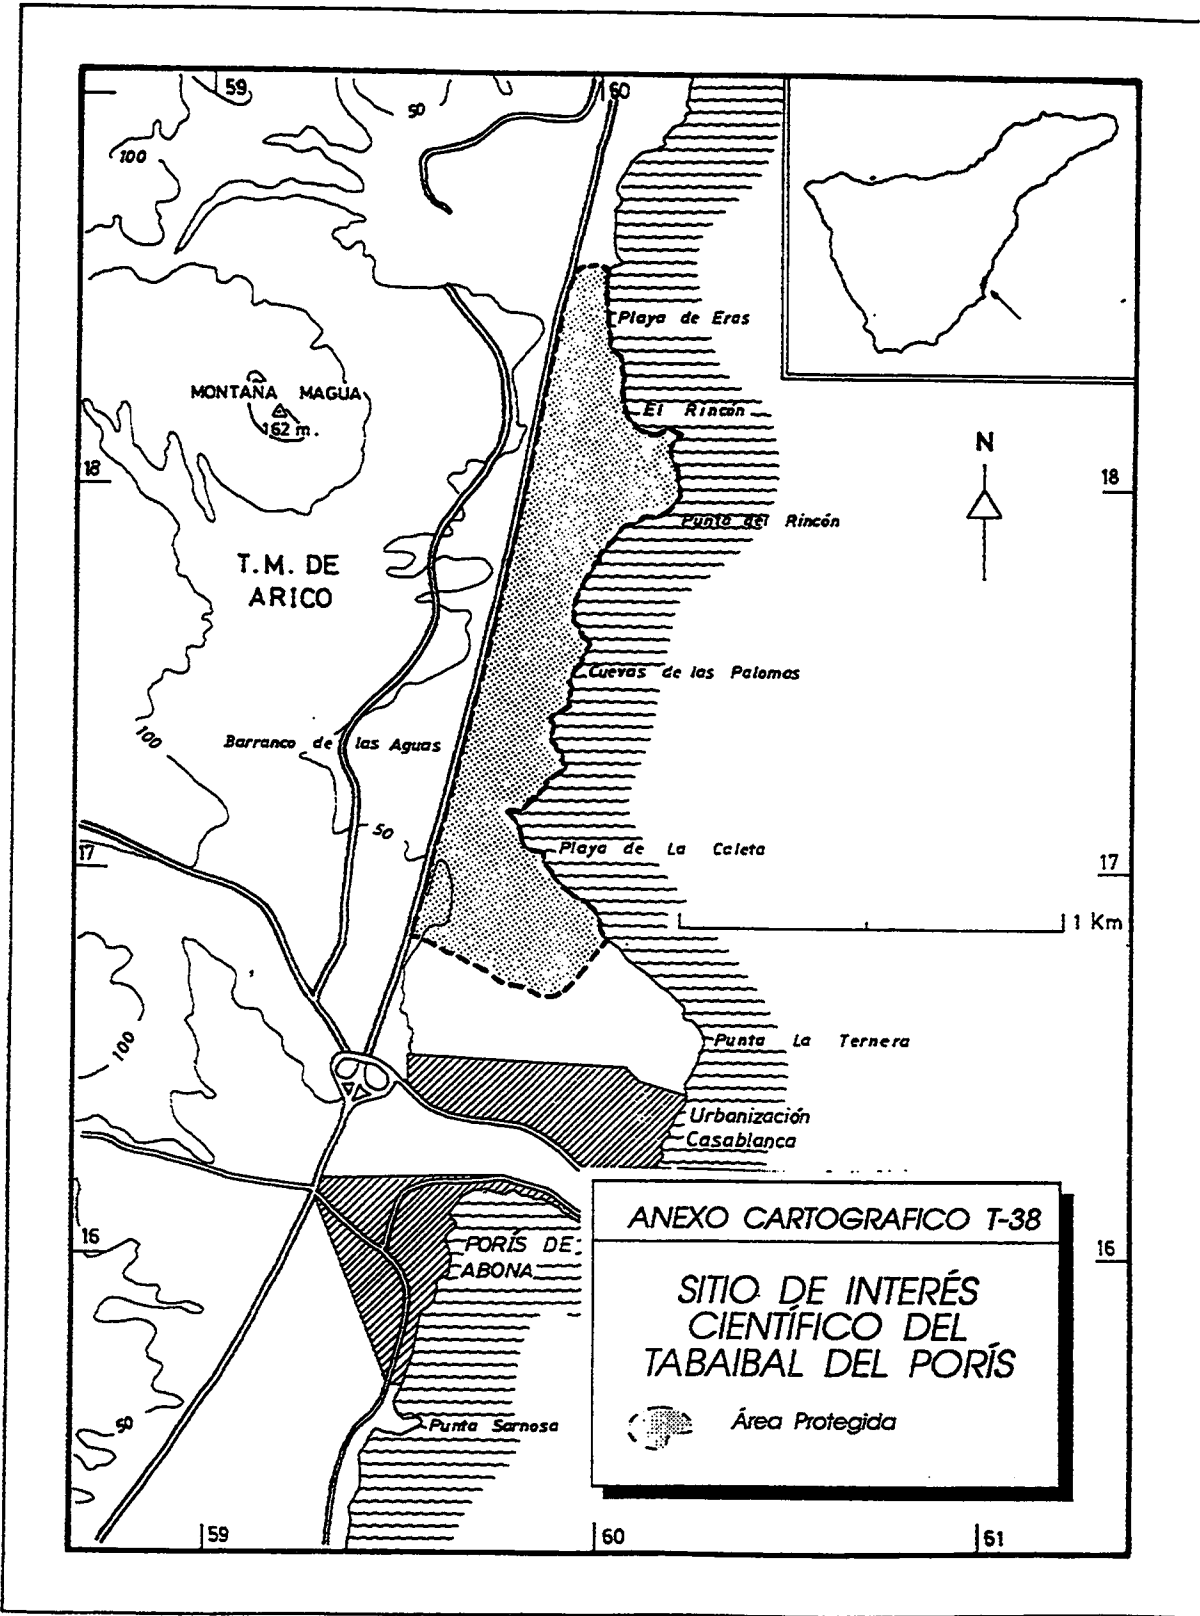 59
60
50
100
Playa de Eras
MONTAÑA MAGUA
162 m.
El Rincón
N
18
18
Punta del Rincón
T.M. DE
ARICO
Cuevas de las Palomas
100
Barranco de las Aguas
50
Playa de La Caleta
17
17
1 Km
100
Punta La Ternera
Urbanización
Casablanca
16
16
PORÍS DE
ABONA
ANEXO CARTOGRAFICO T-38
SITIO DE INTERÉS
CIENTÍFICO DEL
TABAIBAL DEL PORÍS
Área Protegida
50
Punta Sarnosa
59
60
61